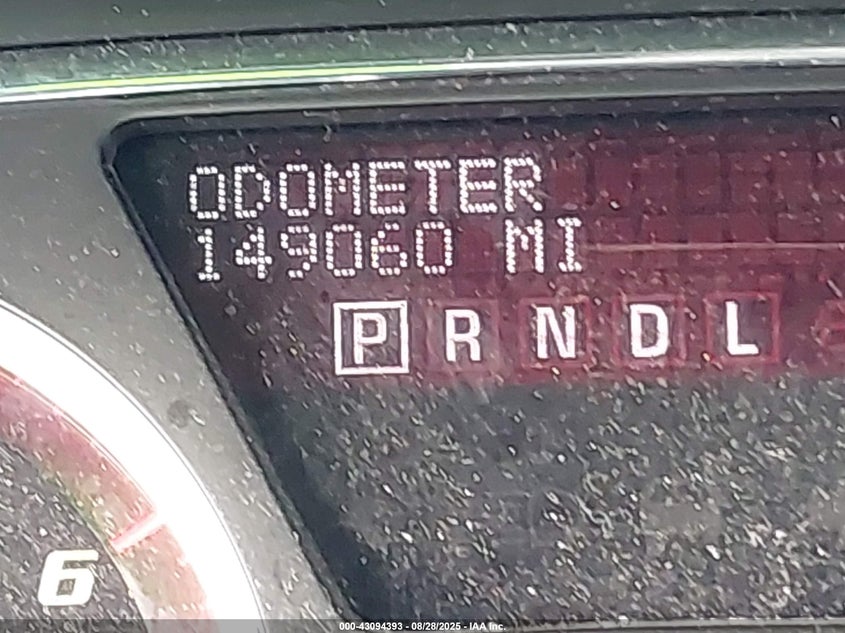 ODOMETER
149060 MI
P R N D L
6
000-43094393 - 08/28/2025 - IAA Inc.